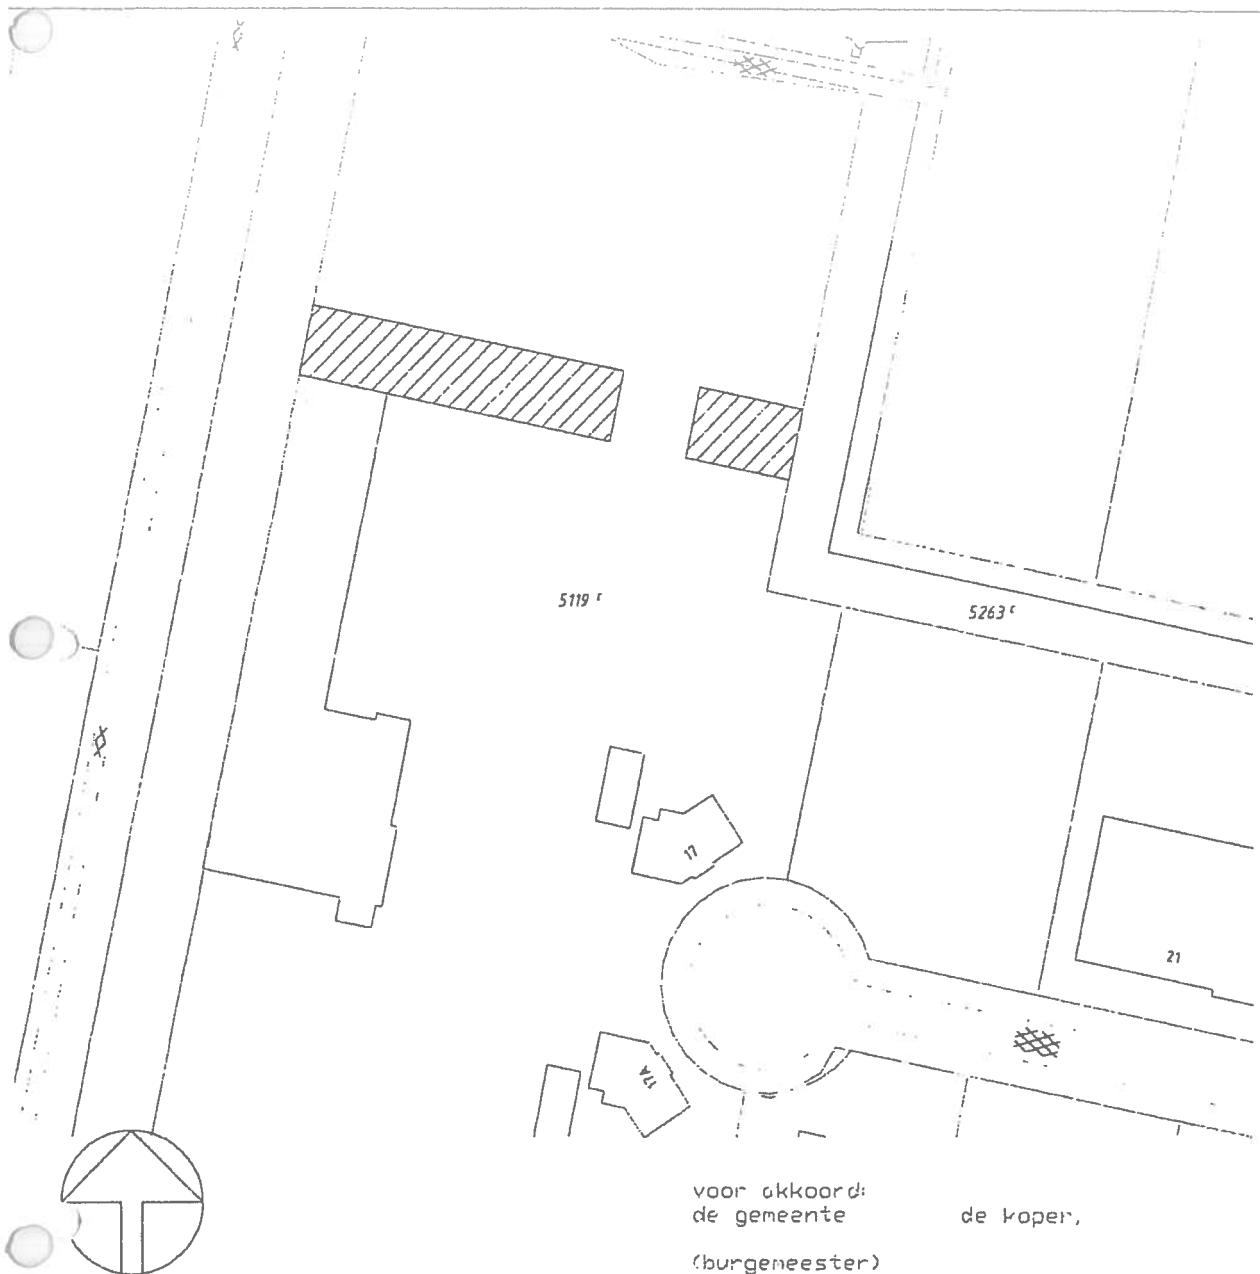 5119 c
5263 c
17
21
17A
voor akkoord:
de gemeente de koper,
(burgemeester)